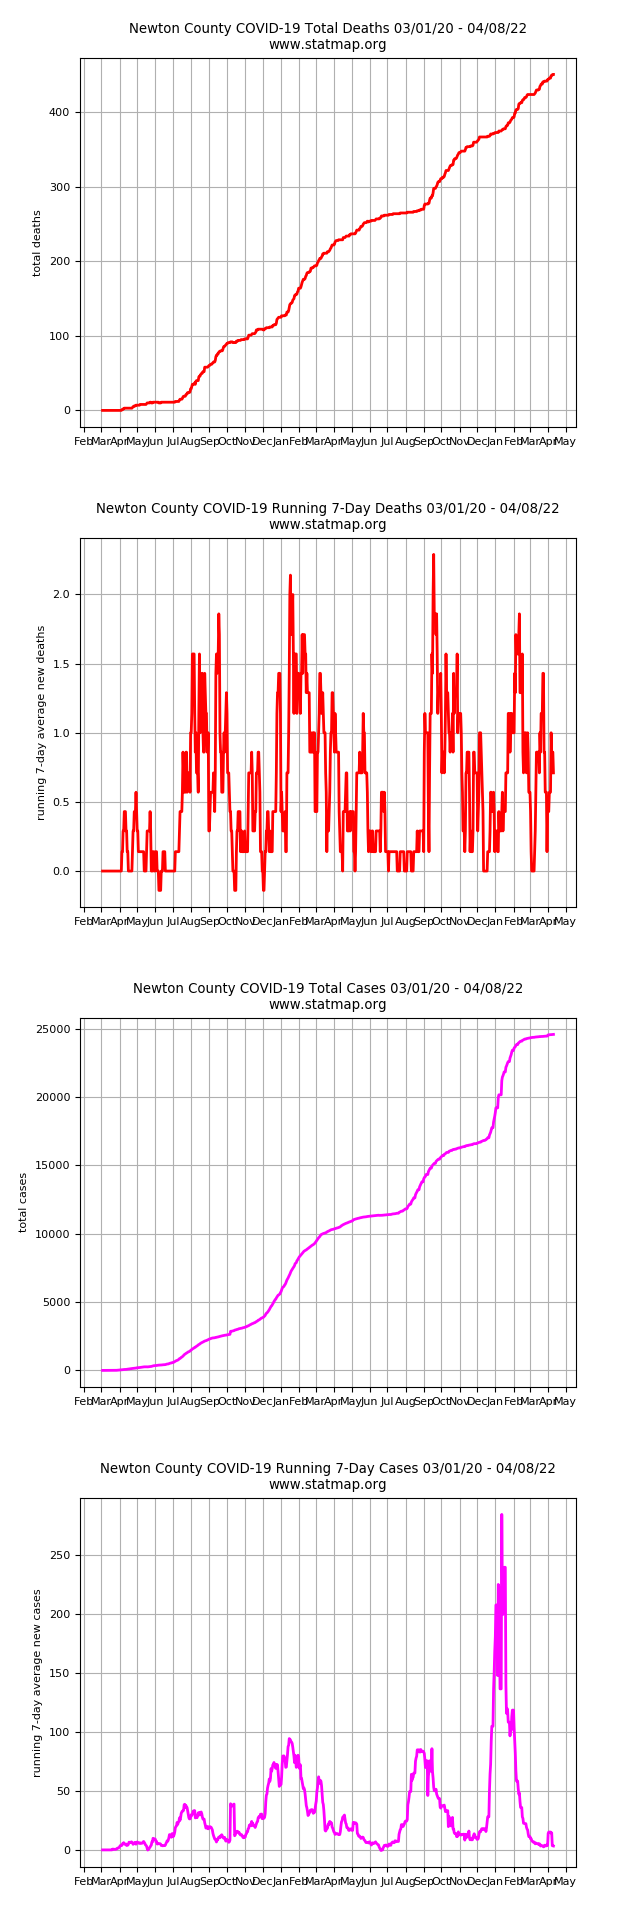 Newton County COVID-19 Total Deaths 03/01/20 - 04/08/22
www.statmap.org
400
300
200
100
0
total deaths
Feb Mar Apr May Jun Jul Aug Sep Oct Nov Dec Jan Feb Mar Apr May Jun Jul Aug Sep Oct Nov Dec Jan Feb Mar Apr May
Newton County COVID-19 Running 7-Day Deaths 03/01/20 - 04/08/22
www.statmap.org
2.0
1.5
1.0
0.5
0.0
running 7-day average new deaths
Feb Mar Apr May Jun Jul Aug Sep Oct Nov Dec Jan Feb Mar Apr May Jun Jul Aug Sep Oct Nov Dec Jan Feb Mar Apr May
Newton County COVID-19 Total Cases 03/01/20 - 04/08/22
www.statmap.org
25000
20000
15000
10000
5000
0
total cases
Feb Mar Apr May Jun Jul Aug Sep Oct Nov Dec Jan Feb Mar Apr May Jun Jul Aug Sep Oct Nov Dec Jan Feb Mar Apr May
Newton County COVID-19 Running 7-Day Cases 03/01/20 - 04/08/22
www.statmap.org
250
200
150
100
50
0
running 7-day average new cases
Feb Mar Apr May Jun Jul Aug Sep Oct Nov Dec Jan Feb Mar Apr May Jun Jul Aug Sep Oct Nov Dec Jan Feb Mar Apr May